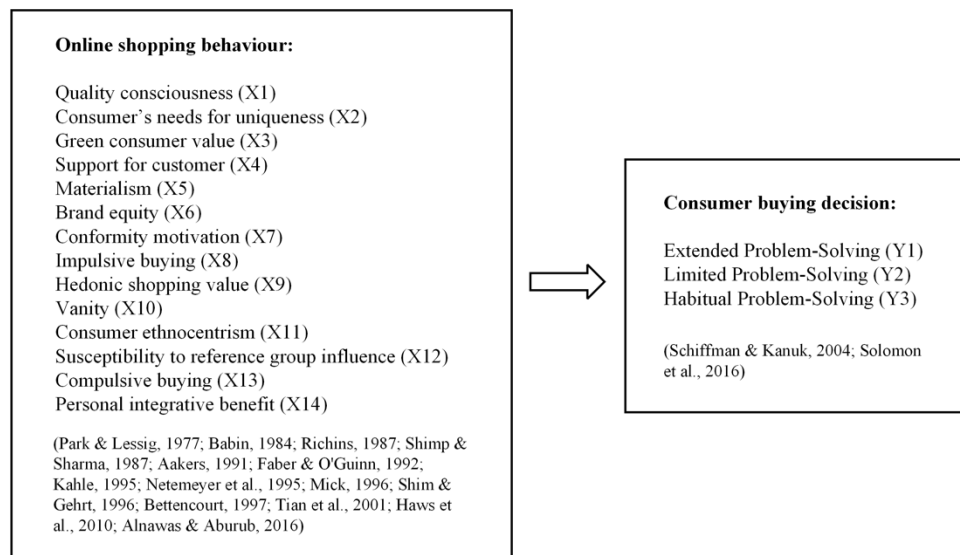 Online shopping behaviour:
Quality consciousness (X1)
Consumer's needs for uniqueness (X2)
Green consumer value (X3)
Support for customer (X4)
Materialism (X5)
Brand equity (X6)
Conformity motivation (X7)
Impulsive buying (X8)
Hedonic shopping value (X9)
Vanity (X10)
Consumer ethnocentrism (X11)
Susceptibility to reference group influence (X12)
Compulsive buying (X13)
Personal integrative benefit (X14)
(Park & Lessig, 1977; Babin, 1984; Richins, 1987; Shimp &
Sharma, 1987; Aakers, 1991; Faber & O'Guinn, 1992;
Kahle, 1995; Netemeyer et al., 1995; Mick, 1996; Shim &
Gehrt, 1996; Bettencourt, 1997; Tian et al., 2001; Haws et
al., 2010; Alnawas & Aburub, 2016)
Consumer buying decision:
Extended Problem-Solving (Y1)
Limited Problem-Solving (Y2)
Habitual Problem-Solving (Y3)
(Schiffman & Kanuk, 2004; Solomon
et al., 2016)